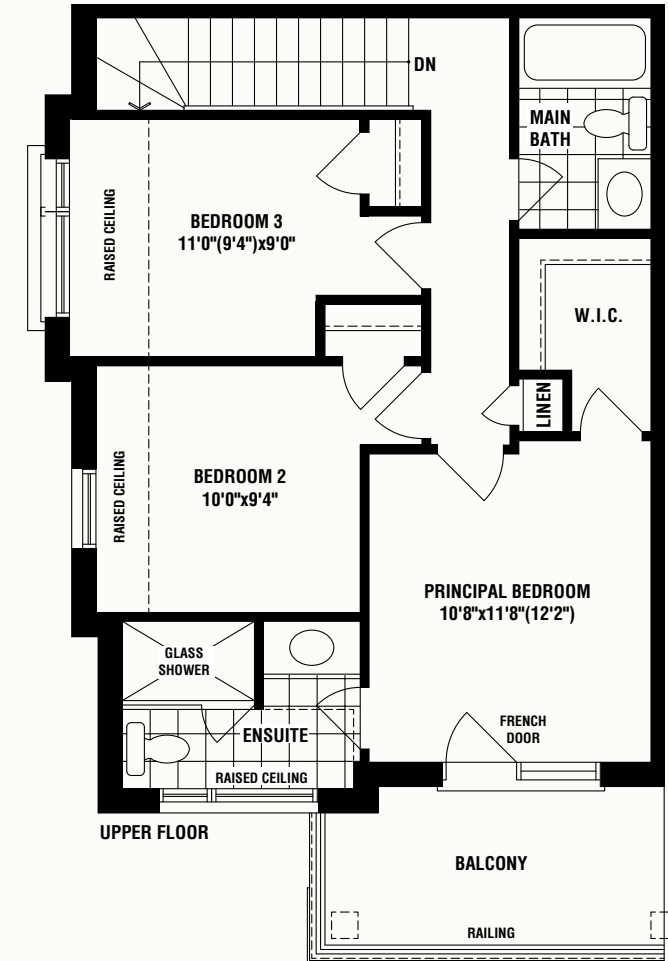 DN
MAIN
BATH
RAISED CEILING
BEDROOM 3
11'0"(9'4")x9'0"
W.I.C.
LINEN
RAISED CEILING
BEDROOM 2
10'0"x9'4"
PRINCIPAL BEDROOM
10'8"x11'8"(12'2")
GLASS
SHOWER
ENSUITE
FRENCH
DOOR
RAISED CEILING
UPPER FLOOR
BALCONY
RAILING